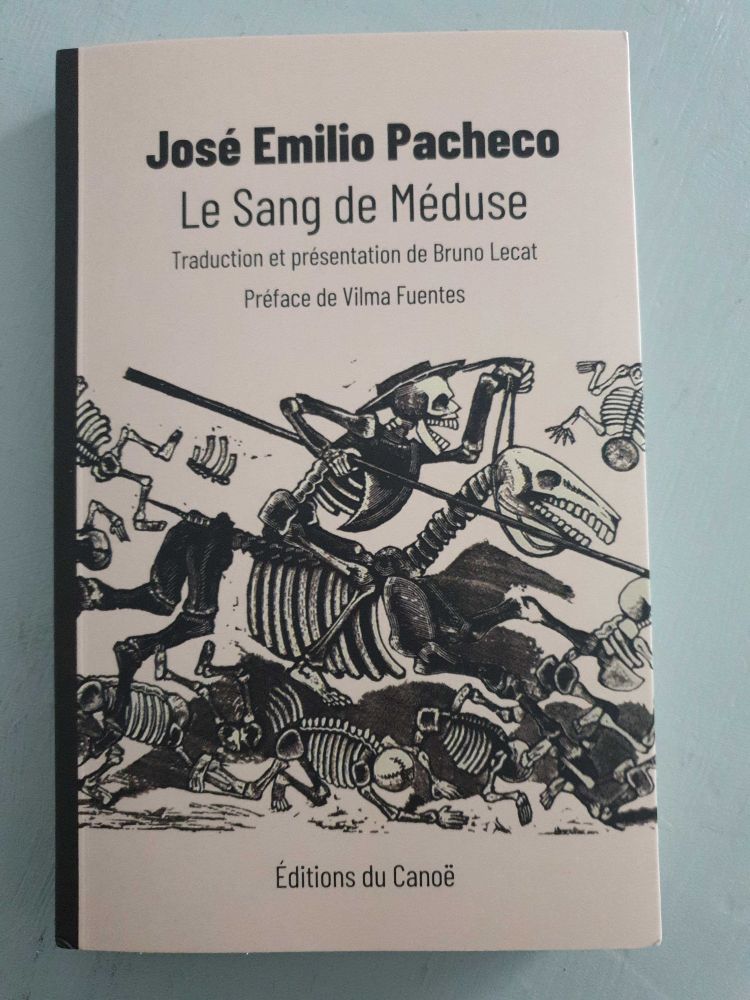 José Emilio Pacheco
Le Sang de Méduse
Traduction et présentation de Bruno Lecat
Préface de Vilma Fuentes
Éditions du Canoë